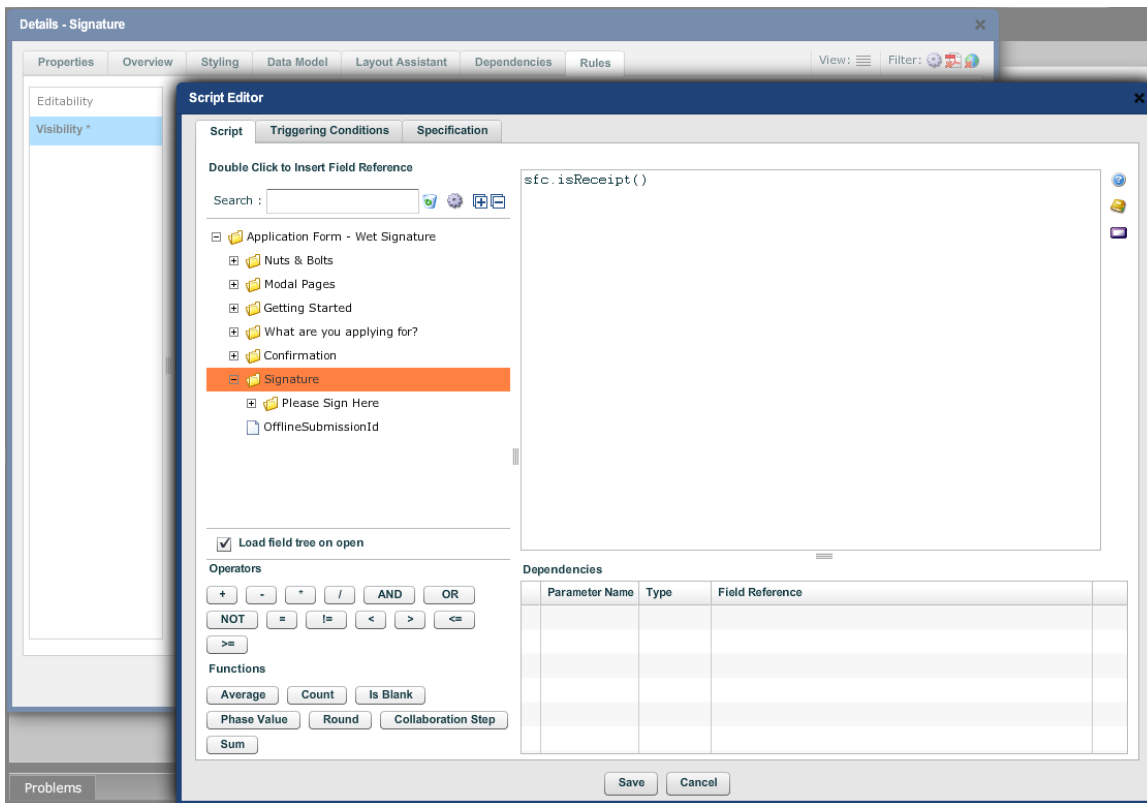 Details - Signature
Properties Overview Styling Data Model Layout Assistant Dependencies Rules View: Filter:
Editability
Visibility *
Script Editor
Script Triggering Conditions Specification
Double Click to Insert Field Reference
Search :
sfc.isReceipt()
Application Form - Wet Signature
Nuts & Bolts
Modal Pages
Getting Started
What are you applying for?
Confirmation
Signature
Please Sign Here
OfflineSubmissionId
Load field tree on open
Operators
+ - * / AND OR
NOT = != < > <=
>=
Functions
Average Count Is Blank
Phase Value Round Collaboration Step
Sum
Dependencies
Parameter Name Type Field Reference
Save Cancel
Problems